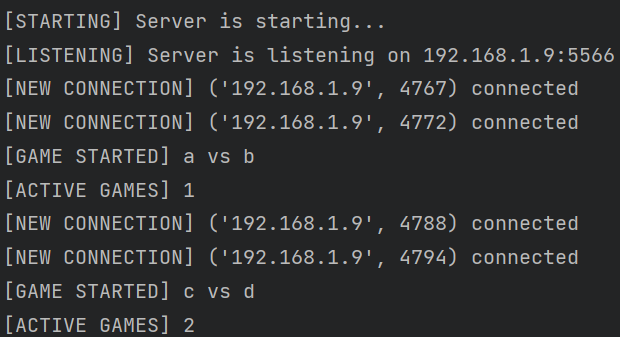 [STARTING] Server is starting...
[LISTENING] Server is listening on 192.168.1.9:5566
[NEW CONNECTION] ('192.168.1.9', 4767) connected
[NEW CONNECTION] ('192.168.1.9', 4772) connected
[GAME STARTED] a vs b
[ACTIVE GAMES] 1
[NEW CONNECTION] ('192.168.1.9', 4788) connected
[NEW CONNECTION] ('192.168.1.9', 4794) connected
[GAME STARTED] c vs d
[ACTIVE GAMES] 2